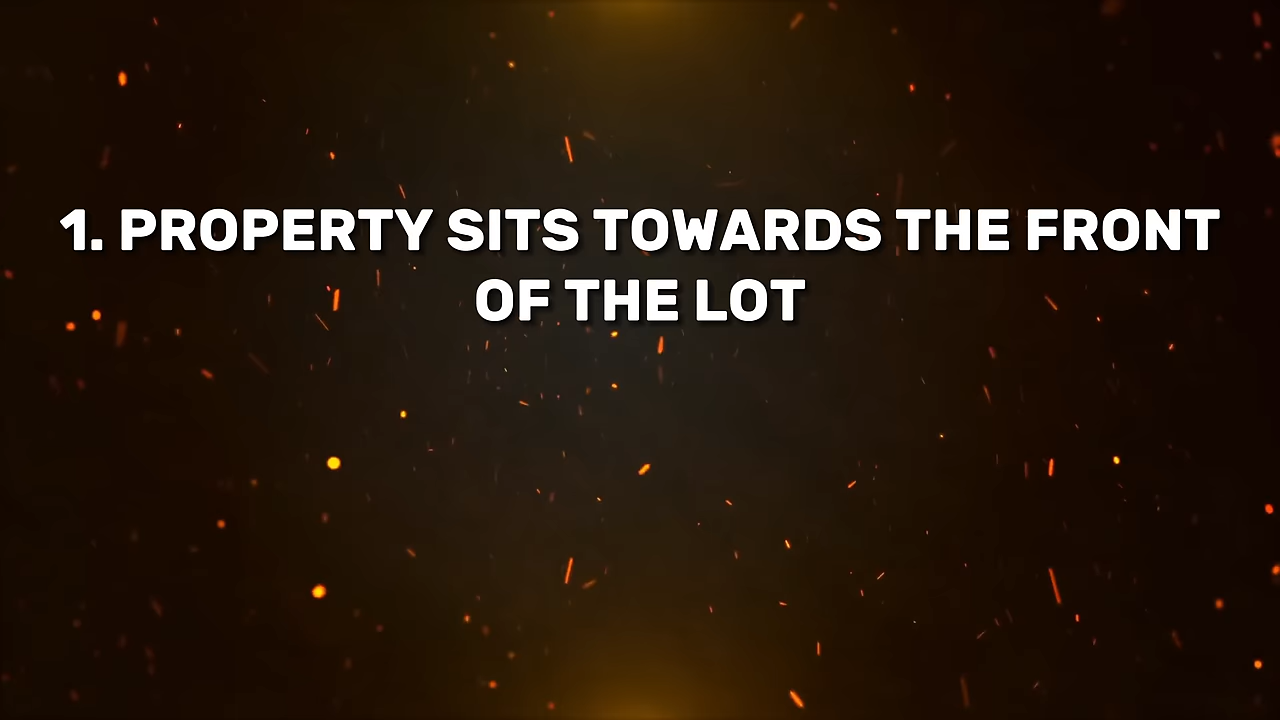 1. PROPERTY SITS TOWARDS THE FRONT
OF THE LOT